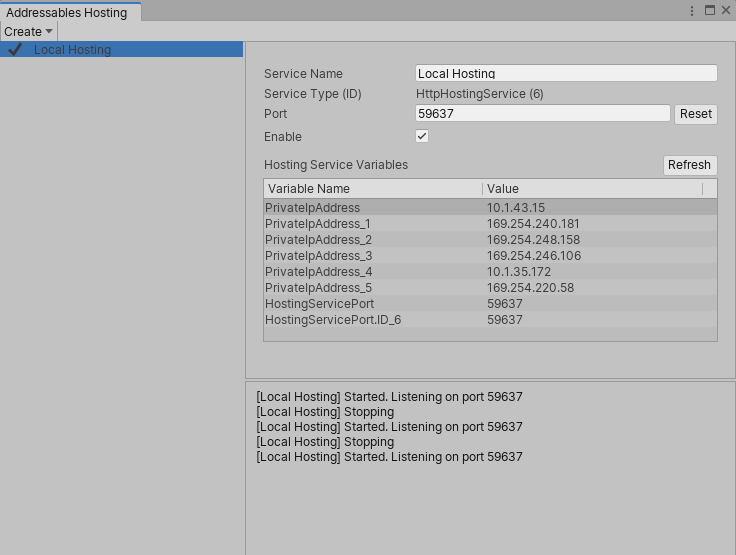 Addressables Hosting
Create
Local Hosting
Service Name Local Hosting
Service Type (ID) HttpHostingService (6)
Port 59637 Reset
Enable
Hosting Service Variables Refresh
Variable Name Value
PrivateIpAddress 10.1.43.15
PrivateIpAddress_1 169.254.240.181
PrivateIpAddress_2 169.254.248.158
PrivateIpAddress_3 169.254.246.106
PrivateIpAddress_4 10.1.35.172
PrivateIpAddress_5 169.254.220.58
HostingServicePort 59637
HostingServicePort.ID_6 59637
[Local Hosting] Started. Listening on port 59637
[Local Hosting] Stopping
[Local Hosting] Started. Listening on port 59637
[Local Hosting] Stopping
[Local Hosting] Started. Listening on port 59637